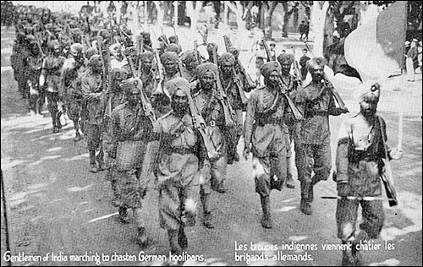 Gentlemen of India marching to chasten German hooligans.
Les troupes indiennes viennent châtier les
brigands allemands.